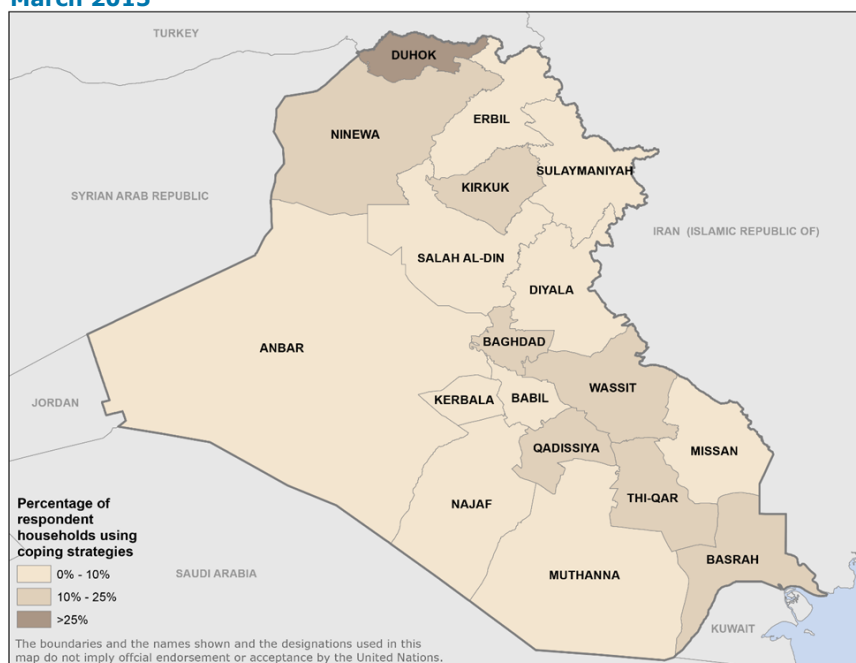 March 2015
TURKEY
DUHOK
ERBIL
NINEWA
SULAYMANIYAH
KIRKUK
SYRIAN ARAB REPUBLIC
IRAN (ISLAMIC REPUBLIC OF)
SALAH AL-DIN
DIYALA
BAGHDAD
ANBAR
WASSIT
JORDAN
KERBALA
BABIL
QADISSIYA
MISSAN
THI-QAR
NAJAF
BASRAH
MUTHANNA
SAUDI ARABIA
KUWAIT
Percentage of
respondent
households using
coping strategies
0% - 10%
10% - 25%
>25%
The boundaries and the names shown and the designations used in this
map do not imply offcial endorsement or acceptance by the United Nations.